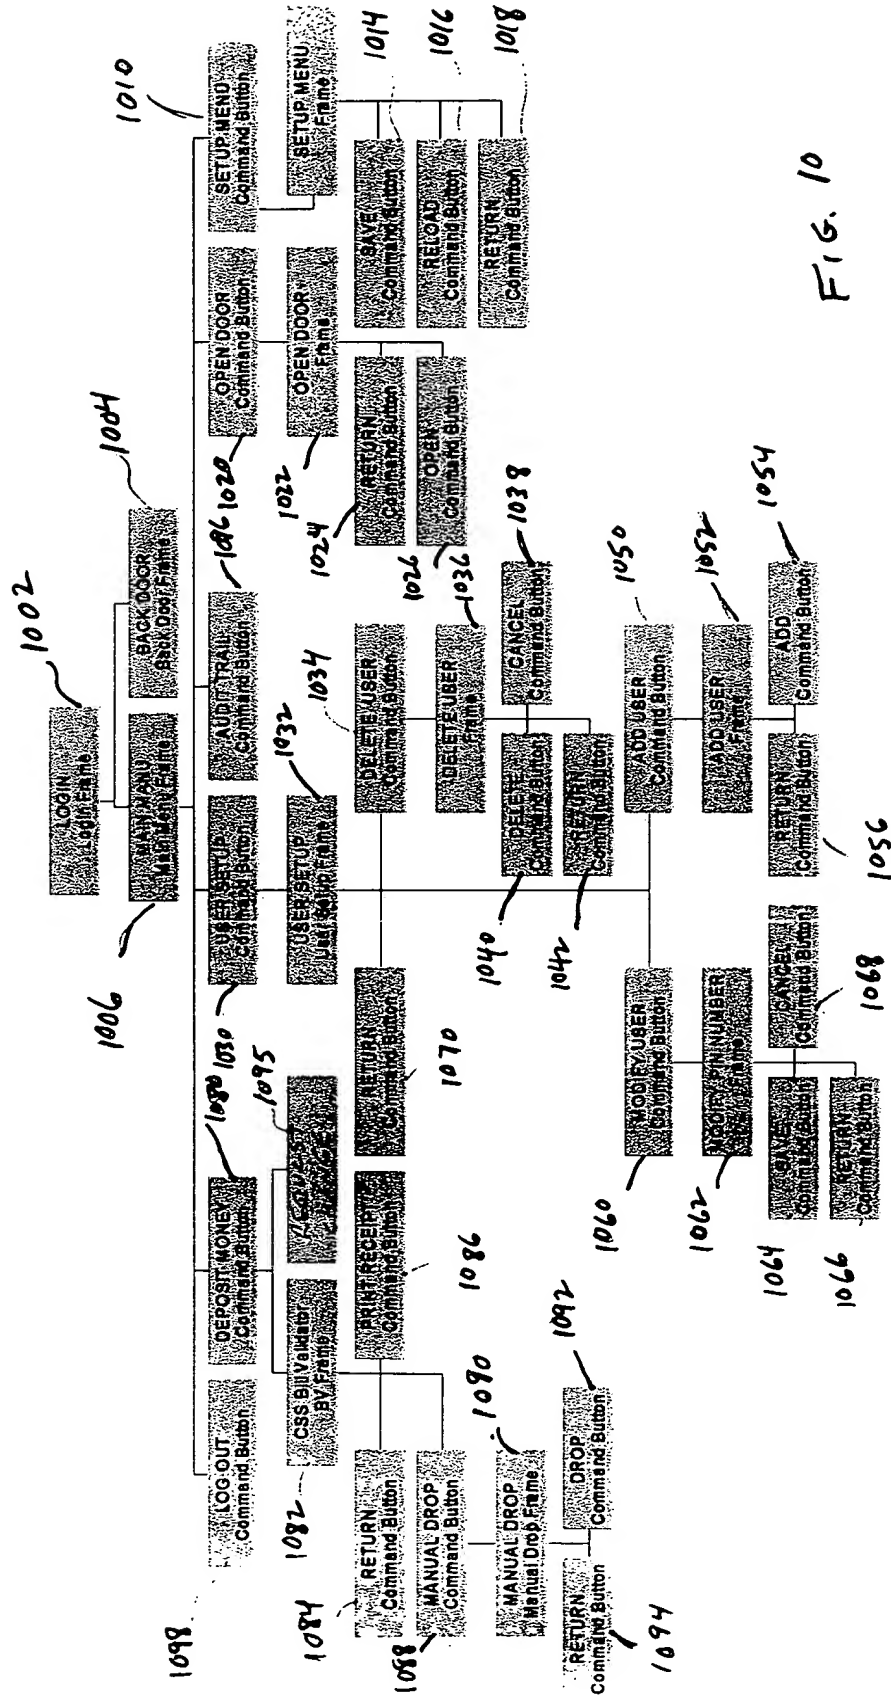 1002
LOGIN
Login Frame
1004
BACK DOOR
Back Door Frame
1006
MAIN MANU
Main Menu Frame
1098
LOG OUT
Command Button
1080
DEPOSIT MONEY
Command Button
1030
USER SETUP
Command Button
1086
AUDIT TRAIL
Command Button
1020
OPEN DOOR
Command Button
1010
SETUP MENU
Command Button
1082
CSS Bill Validator
BV Frame
1095
REQUEST
CHANGE
1032
USER SETUP
User Setup Frame
1022
OPEN DOOR
Frame
SETUP MENU
Frame
1084
RETURN
Command Button
1086
PRINT RECEIPT
Command Button
1070
RETURN
Command Button
1034
DELETE USER
Command Button
1024
RETURN
Command Button
1014
SAVE
Command Button
1088
MANUAL DROP
Command Button
1036
DELETE USER
Frame
1026
OPEN
Command Button
1016
RELOAD
Command Button
1018
RETURN
Command Button
1090
MANUAL DROP
Manual Drop Frame
1040
DELETE
Command Button
1038
CANCEL
Command Button
1042
RETURN
Command Button
1094
RETURN
Command Button
1092
DROP
Command Button
1060
MODIFY USER
Command Button
1050
ADD USER
Command Button
1062
MODIFY PIN NUMBER
Frame
1052
ADD USER
Frame
1064
SAVE
Command Button
1068
CANCEL
Command Button
1056
RETURN
Command Button
1054
ADD
Command Button
1066
RETURN
Command Button
FIG. 10